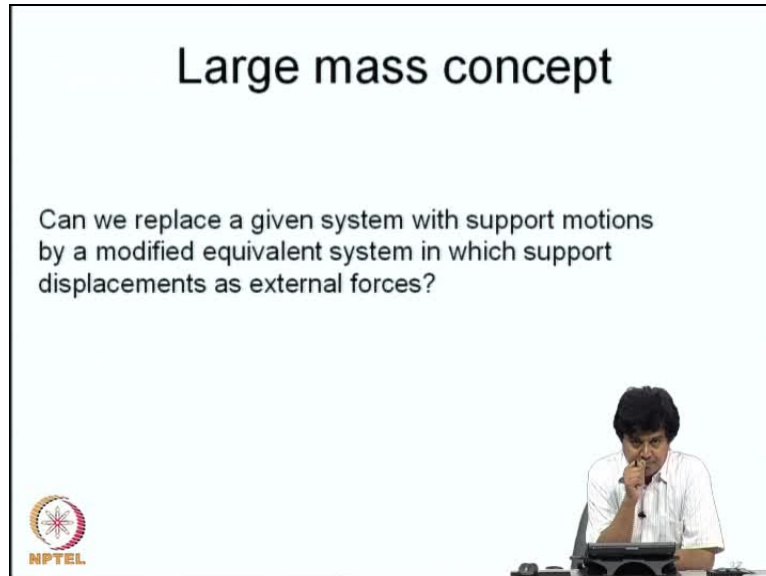 Large mass concept
Can we replace a given system with support motions
by a modified equivalent system in which support
displacements as external forces?
NPTEL